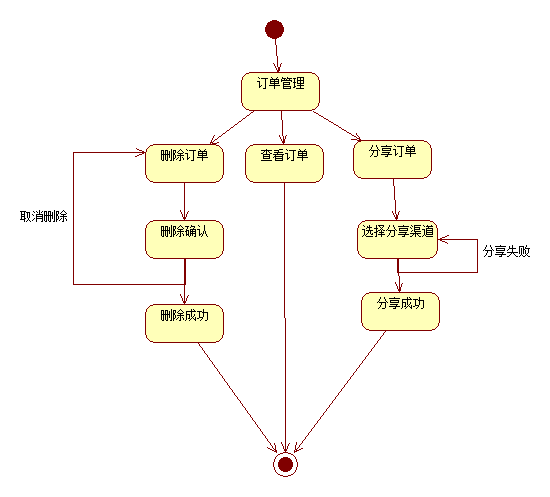 订单管理
删除订单
查看订单
分享订单
取消删除
删除确认
选择分享渠道
分享失败
删除成功
分享成功